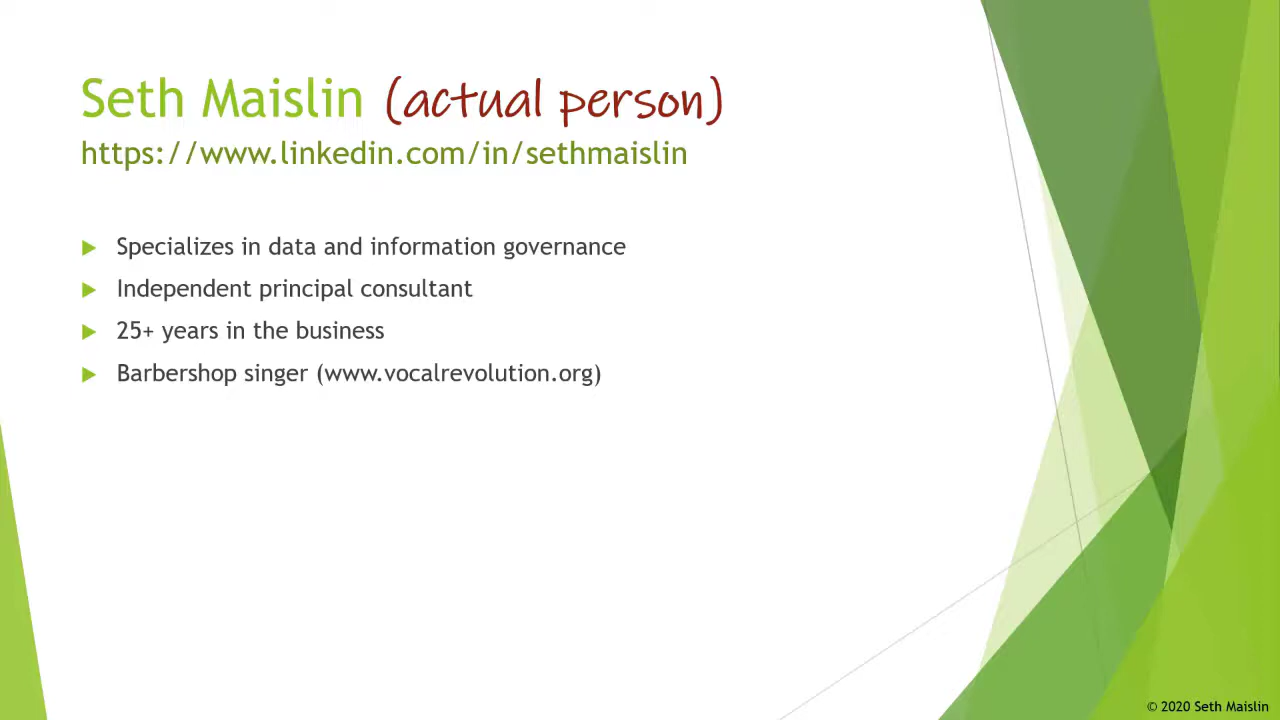 Seth Maislin (actual person)
https://www.linkedin.com/in/sethmaislin
Specializes in data and information governance
Independent principal consultant
25+ years in the business
Barbershop singer (www.vocalrevolution.org)
© 2020 Seth Maislin